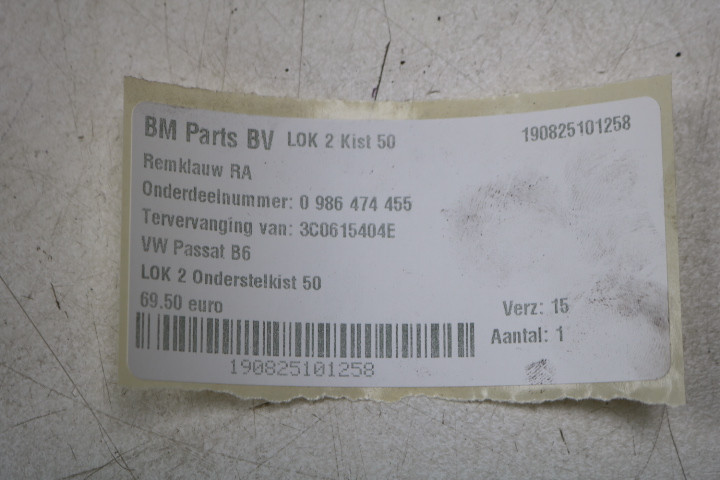 BM Parts BV LOK 2 Kist 50 190825101258
Remklauw RA
Onderdeelnummer: 0 986 474 455
Tervervanging van: 3C0615404E
VW Passat B6
LOK 2 Onderstelkist 50
69.50 euro
Verz: 15
Aantal: 1
190825101258